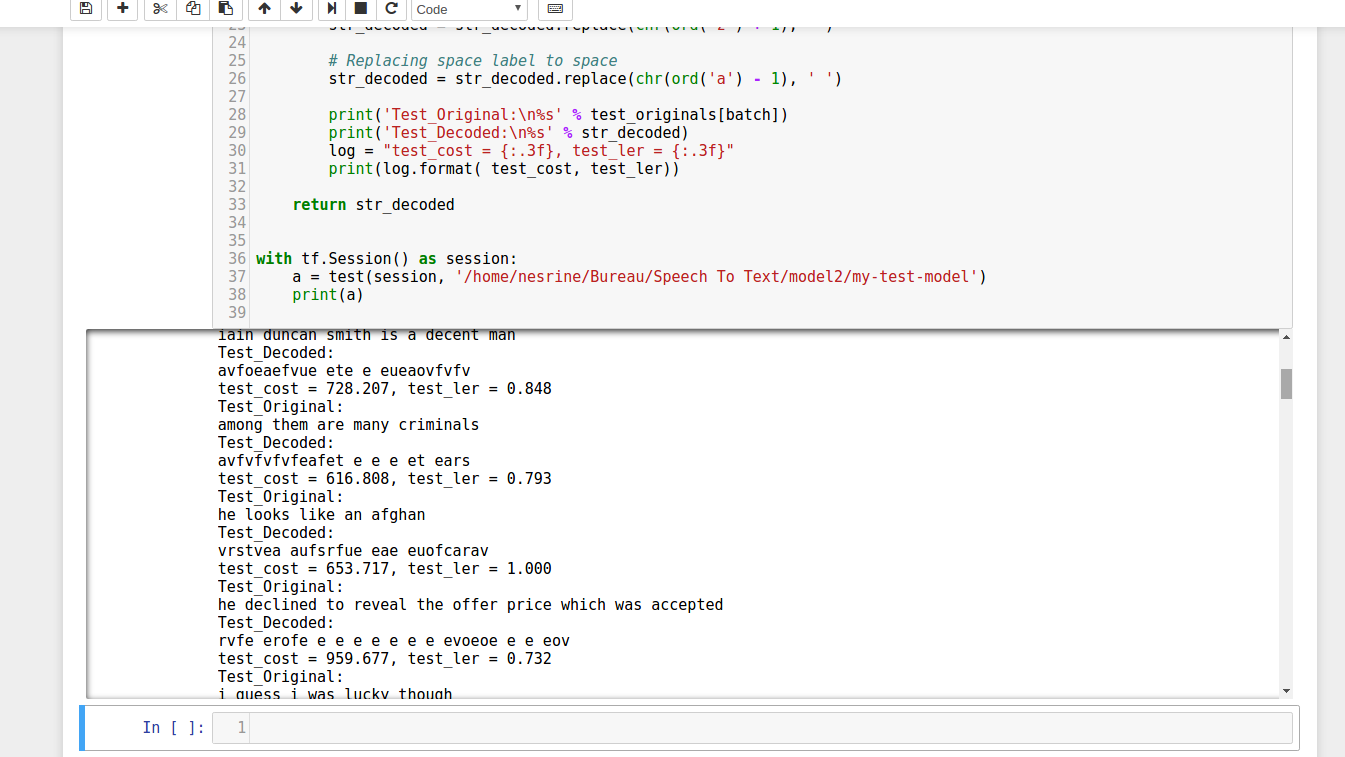 Code
23 str_decoded = str_decoded.replace(chr(ord('z') + 1), '')
24
25 # Replacing space label to space
26 str_decoded = str_decoded.replace(chr(ord('a') - 1), ' ')
27
28 print('Test_Original:\n%s' % test_originals[batch])
29 print('Test_Decoded:\n%s' % str_decoded)
30 log = "test_cost = {:.3f}, test_ler = {:.3f}"
31 print(log.format( test_cost, test_ler))
32
33 return str_decoded
34
35
36 with tf.Session() as session:
37 a = test(session, '/home/nesrine/Bureau/Speech To Text/model2/my-test-model')
38 print(a)
39
iain duncan smith is a decent man
Test_Decoded:
avfoeaefvue ete e eueaovfvfv
test_cost = 728.207, test_ler = 0.848
Test_Original:
among them are many criminals
Test_Decoded:
avfvfvfvfeafet e e e et ears
test_cost = 616.808, test_ler = 0.793
Test_Original:
he looks like an afghan
Test_Decoded:
vrstvea aufsrfue eae euofcarav
test_cost = 653.717, test_ler = 1.000
Test_Original:
he declined to reveal the offer price which was accepted
Test_Decoded:
rvfe erofe e e e e e e e evoeoe e e eov
test_cost = 959.677, test_ler = 0.732
Test_Original:
i guess i was lucky though
In [ ]: 1